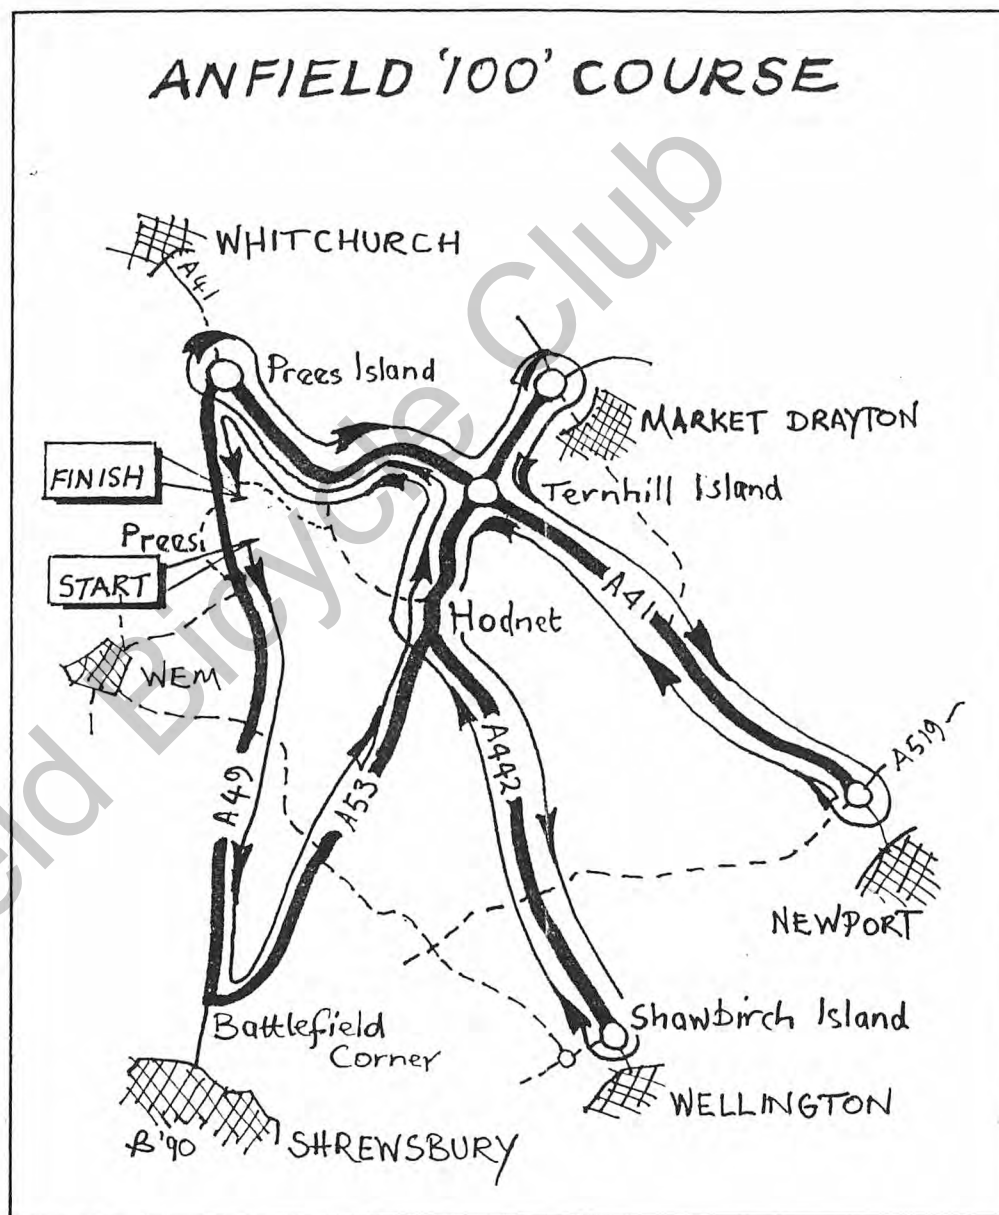 ANFIELD '100' COURSE
WHITCHURCH
A41
Prees Island
MARKET DRAYTON
FINISH
Ternhill Island
Prees
START
A41
Hodnet
WEM
A519
A442
A49
A53
NEWPORT
Battlefield
Corner
Shawbirch Island
WELLINGTON
'90
SHREWSBURY
eld Bicycle Club